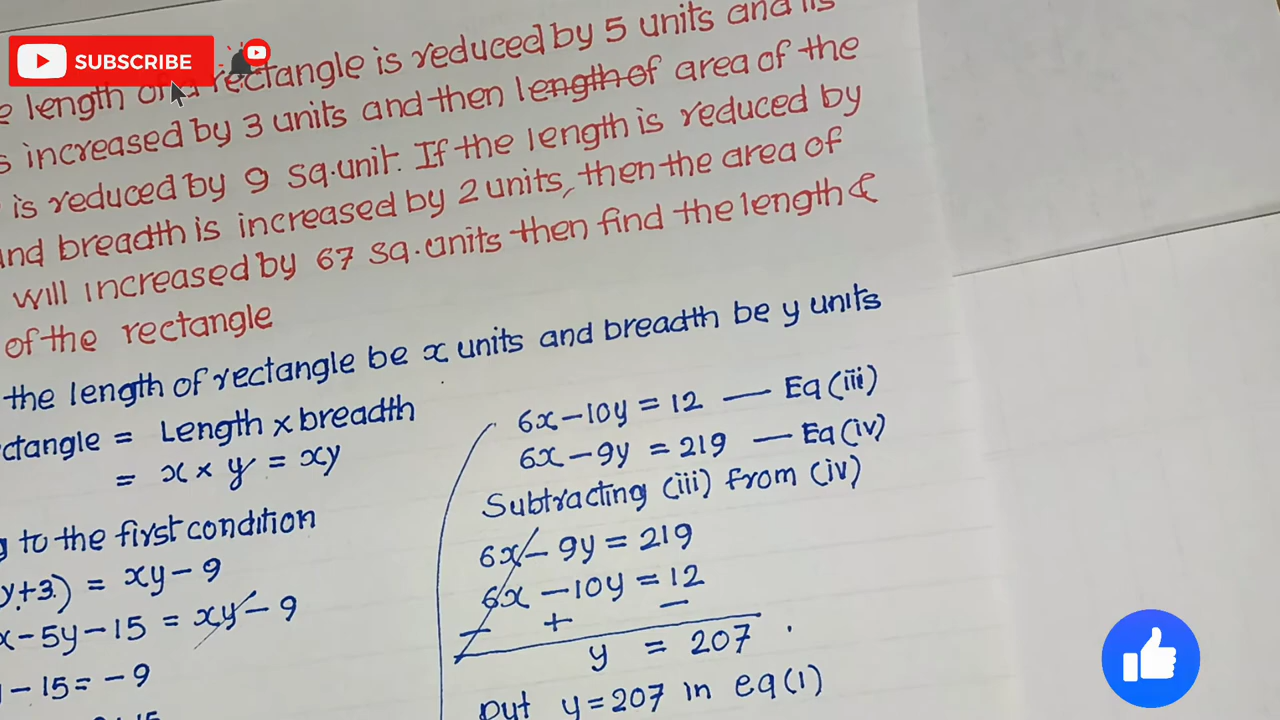 SUBSCRIBE
length of a rectangle is reduced by 5 units and its
increased by 3 units and then length of area of the
is reduced by 9 sq.unit. If the length is reduced by
and breadth is increased by 2 units, then the area of
will increased by 67 sq.units then find the length &
of the rectangle
the length of rectangle be x units and breadth be y units
ctangle = Length × breadth
= x × y = xy
g to the first condition
y+3) = xy - 9
x - 5y - 15 = xy - 9
- 15 = - 9
6x - 10y = 12 — Eq (iii)
6x - 9y = 219 — Eq (iv)
Subtracting (iii) from (iv)
6x - 9y = 219
6x - 10y = 12
- + -
y = 207 .
put y = 207 in eq(1)